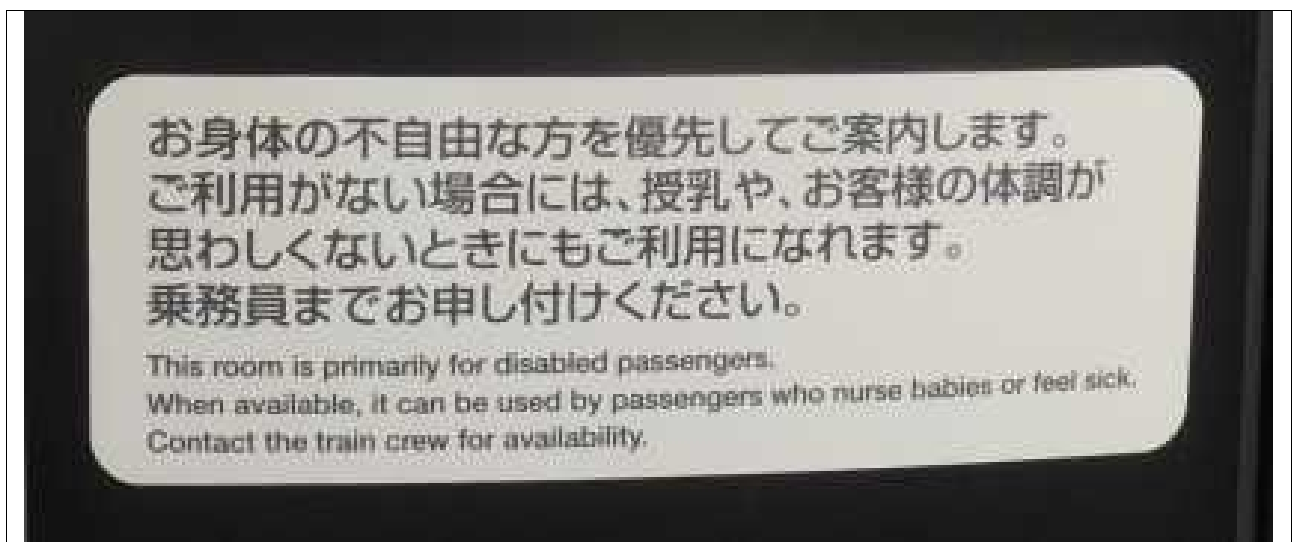 お身体の不自由な方を優先してご案内します。
ご利用がない場合には、授乳や、お客様の体調が
思わしくないときにもご利用になれます。
乗務員までお申し付けください。
This room is primarily for disabled passengers.
When available, it can be used by passengers who nurse babies or feel sick.
Contact the train crew for availability.